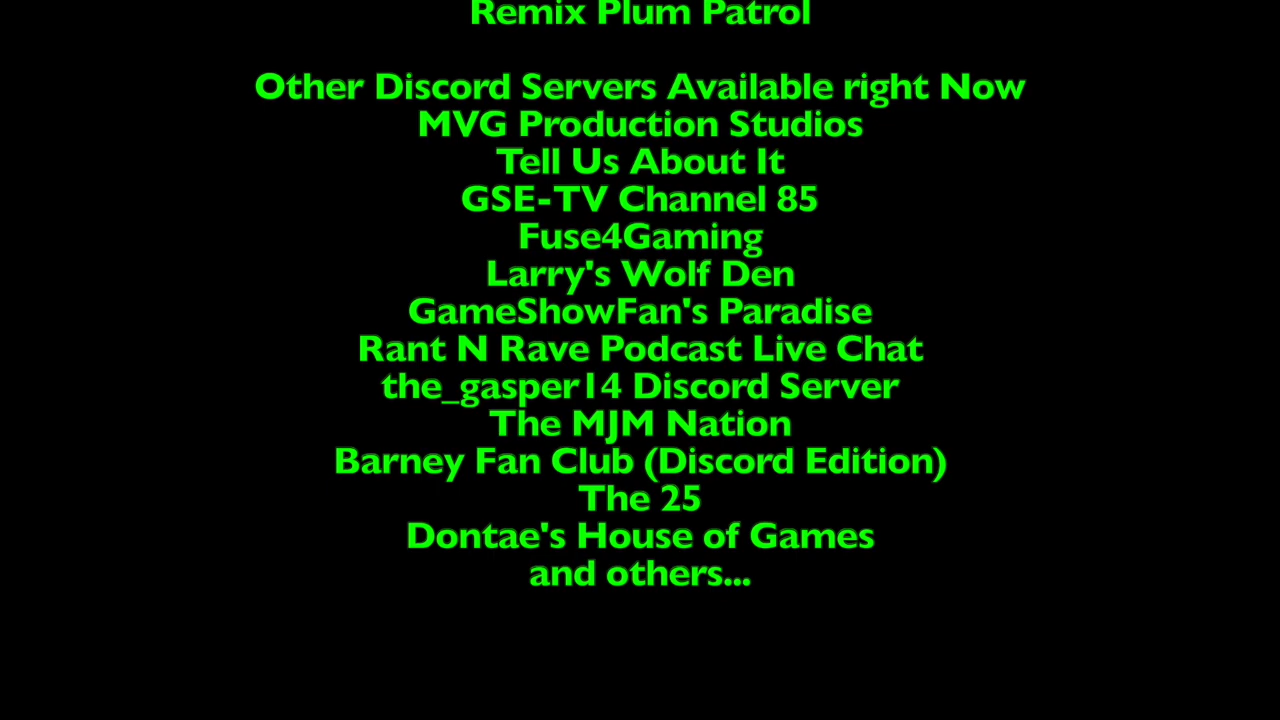 Remix Plum Patrol
Other Discord Servers Available right Now
MVG Production Studios
Tell Us About It
GSE-TV Channel 85
Fuse4Gaming
Larry's Wolf Den
GameShowFan's Paradise
Rant N Rave Podcast Live Chat
the_gasper14 Discord Server
The MJM Nation
Barney Fan Club (Discord Edition)
The 25
Dontae's House of Games
and others...